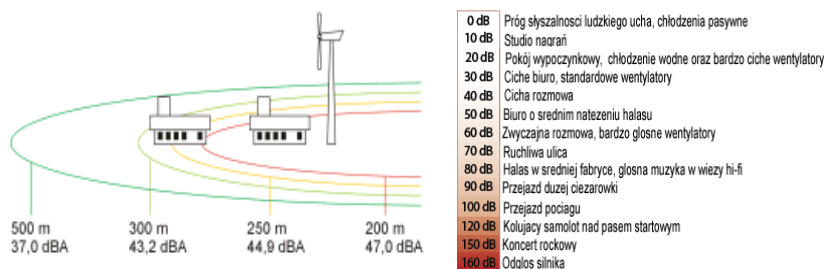 500 m 300 m 250 m 200 m
37,0 dBA 43,2 dBA 44,9 dBA 47,0 dBA
0 dB Próg słyszalnosci ludzkiego ucha, chłodzenia pasywne
10 dB Studio nagrań
20 dB Pokój wypoczynkowy, chłodzenie wodne oraz bardzo ciche wentylatory
30 dB Ciche biuro, standardowe wentylatory
40 dB Cicha rozmowa
50 dB Biuro o srednim natezeniu halasu
60 dB Zwyczajna rozmowa, bardzo glosne wentylatory
70 dB Ruchliwa ulica
80 dB Halas w sredniej fabryce, glosna muzyka w wiezy hi-fi
90 dB Przejazd duzej ciezarowki
100 dB Przejazd pociagu
120 dB Kolujacy samolot nad pasem startowym
150 dB Koncert rockowy
160 dB Odglos silnika